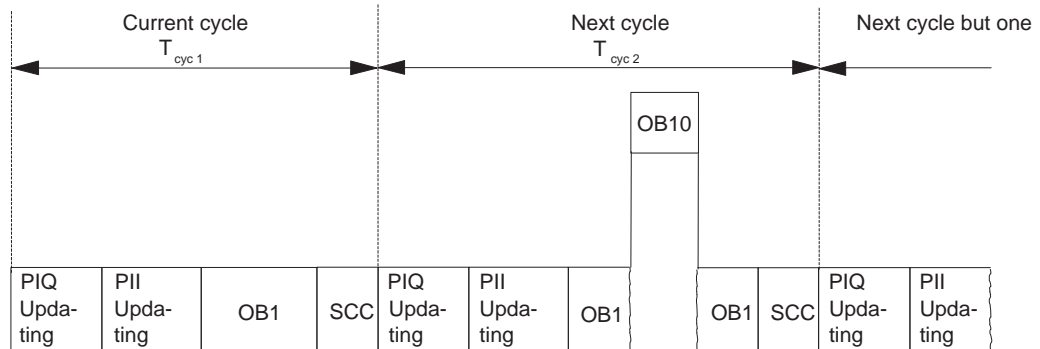 Current cycle
T cyc 1
Next cycle
T cyc 2
Next cycle but one
OB10
PIQ
Upda-
ting
PII
Upda-
ting
OB1
SCC
PIQ
Upda-
ting
PII
Upda-
ting
OB1
OB1
SCC
PIQ
Upda-
ting
PII
Upda-
ting